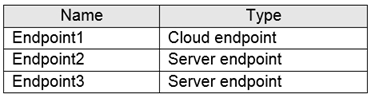 Name Type
Endpoint1 Cloud endpoint
Endpoint2 Server endpoint
Endpoint3 Server endpoint